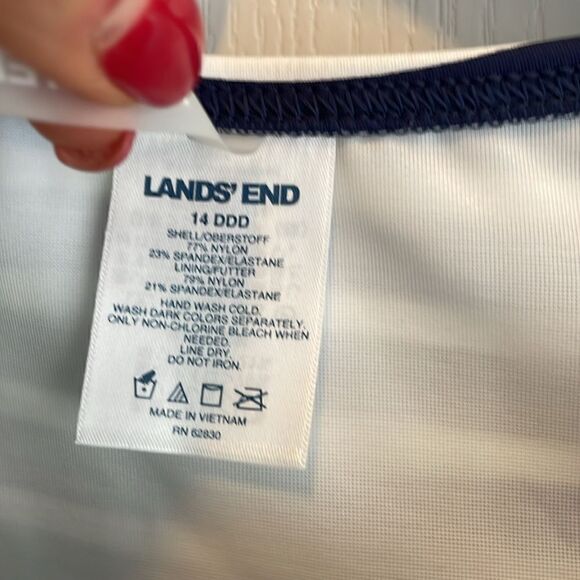 LANDS' END
14 DDD
SHELL/OBERSTOFF
77% NYLON
23% SPANDEX/ELASTANE
LINING/FUTTER
79% NYLON
21% SPANDEX/ELASTANE
HAND WASH COLD.
WASH DARK COLORS SEPARATELY.
ONLY NON-CHLORINE BLEACH WHEN
NEEDED.
LINE DRY.
DO NOT IRON.
MADE IN VIETNAM
RN 62830